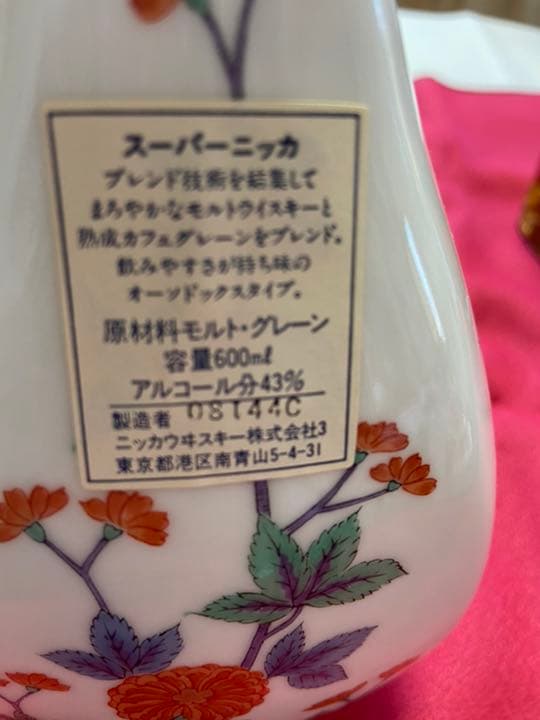 スーパーニッカ
ブレンド技術を結集して
まろやかなモルトウイスキーと
熟成カフェグレーンをブレンド。
飲みやすさが持ち味の
オーソドックスタイプ。
原材料モルト・グレーン
容量600mℓ
アルコール分43%
製造者 08I44C
ニッカウヰスキー株式会社3
東京都港区南青山5-4-31